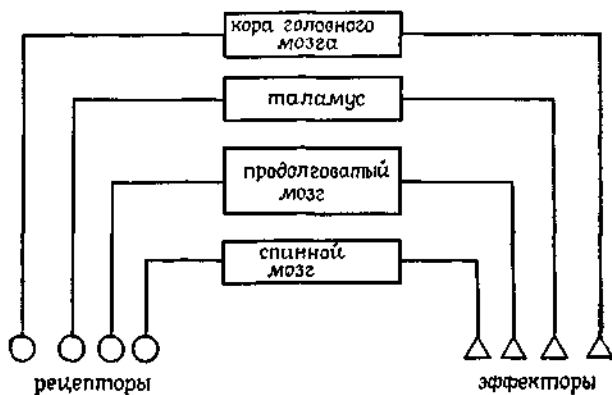 кора головного
мозга
таламус
продолговатый
мозг
спинной
мозг
рецепторы
эффекторы